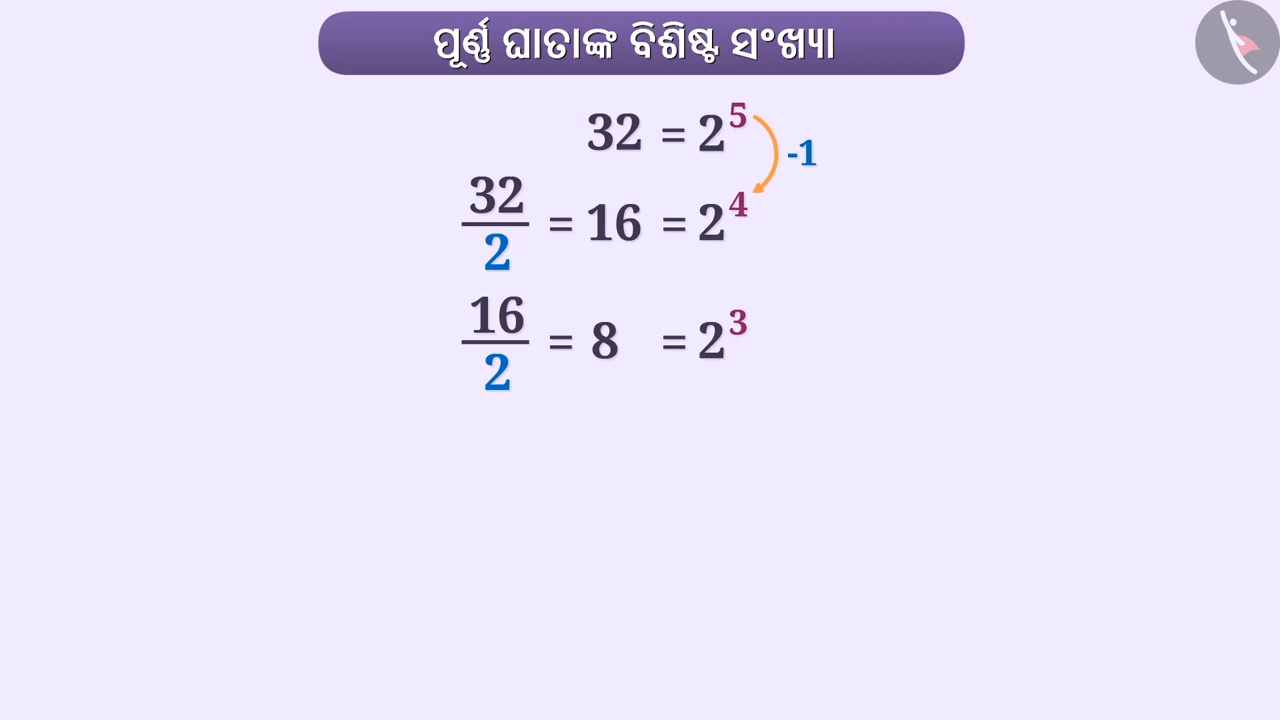 ପୂର୍ଣ୍ଣ ଘାତାଙ୍କ ବିଶିଷ୍ଟ ସଂଖ୍ୟା
32 = 2^5
-1
32/2 = 16 = 2^4
16/2 = 8 = 2^3